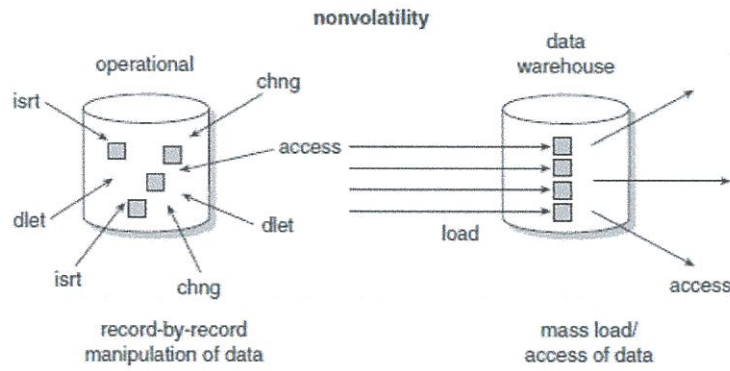 nonvolatility
operational
data
warehouse
isrt
chng
access
dlet
dlet
isrt
chng
load
access
record-by-record
manipulation of data
mass load/
access of data